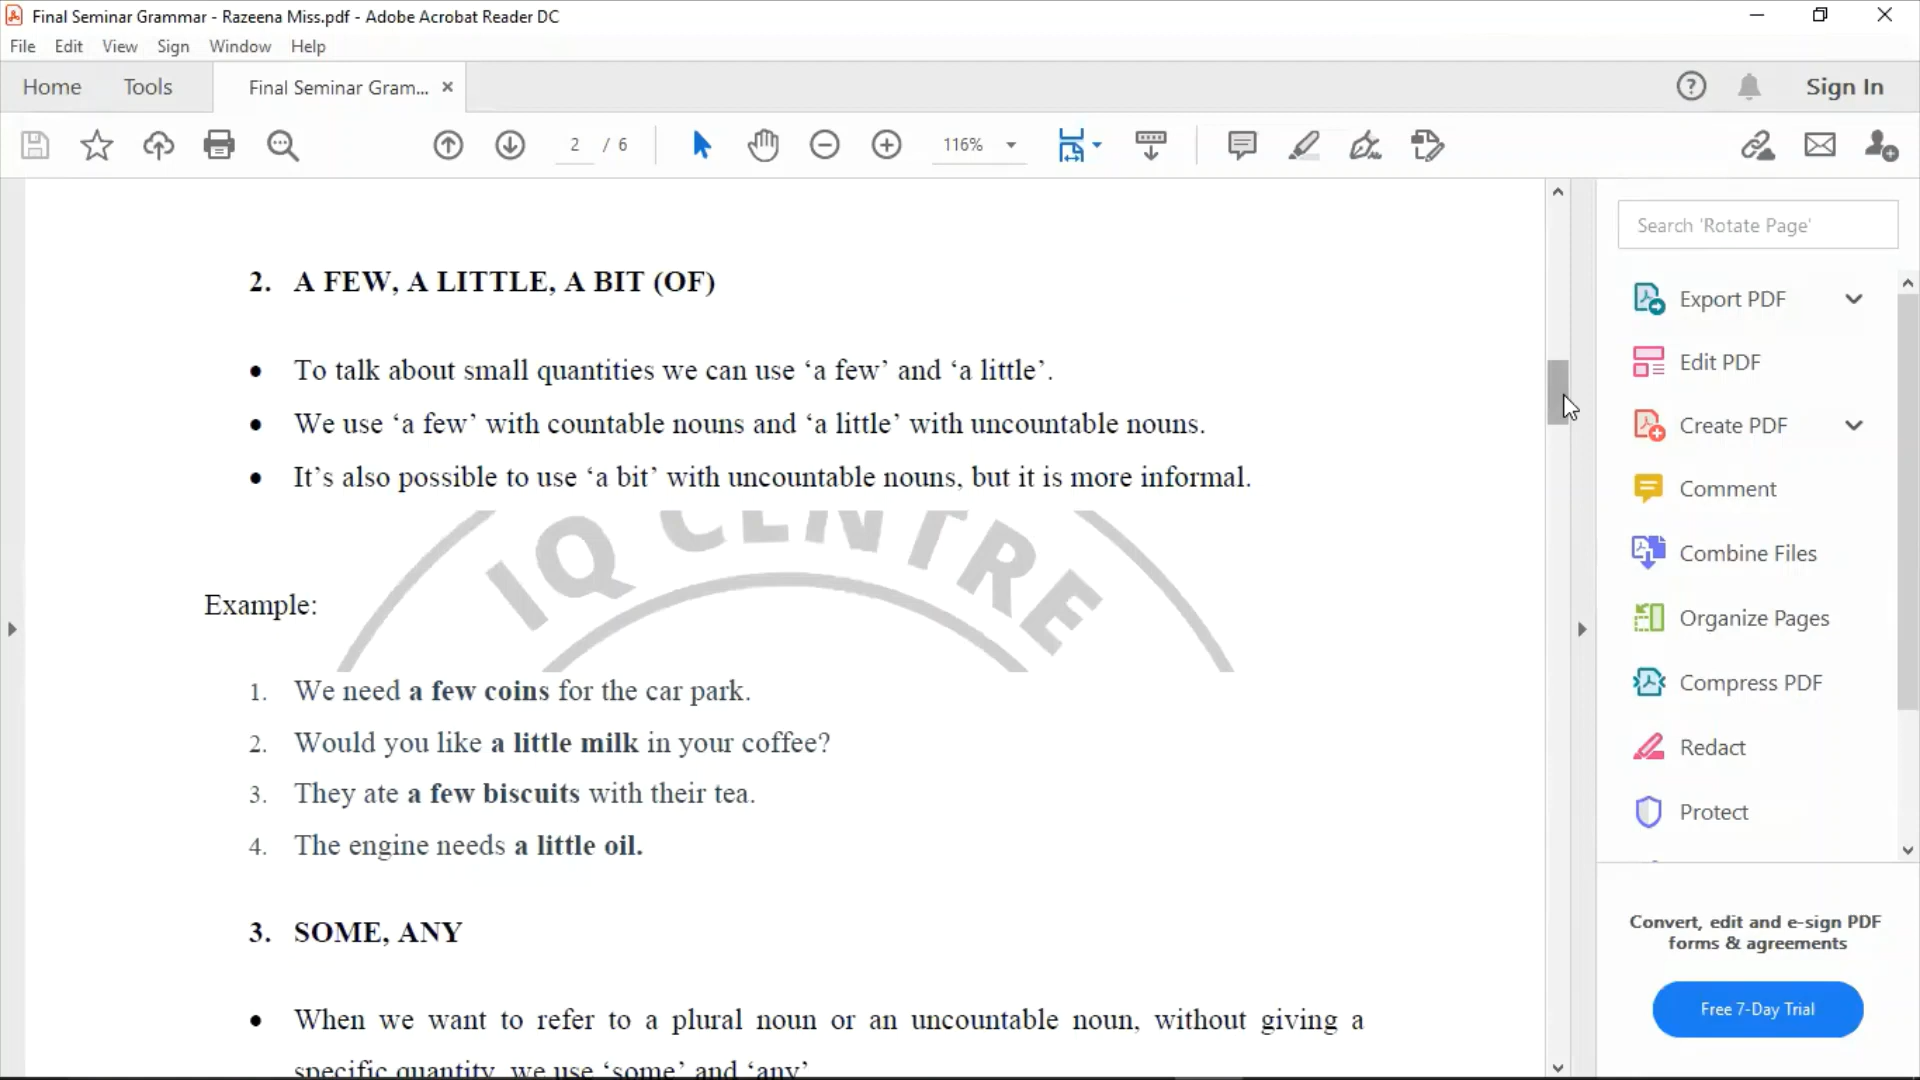 Final Seminar Grammar - Razeena Miss.pdf - Adobe Acrobat Reader DC
File Edit View Sign Window Help
Home Tools Final Seminar Gram... Sign In
2 / 6 116%
Search 'Rotate Page'
2. A FEW, A LITTLE, A BIT (OF)
• To talk about small quantities we can use ‘a few’ and ‘a little’.
• We use ‘a few’ with countable nouns and ‘a little’ with uncountable nouns.
• It’s also possible to use ‘a bit’ with uncountable nouns, but it is more informal.
IQ CENTRE
Example:
1. We need a few coins for the car park.
2. Would you like a little milk in your coffee?
3. They ate a few biscuits with their tea.
4. The engine needs a little oil.
3. SOME, ANY
• When we want to refer to a plural noun or an uncountable noun, without giving a
specific quantity, we use ‘some’ and ‘any’
Export PDF
Edit PDF
Create PDF
Comment
Combine Files
Organize Pages
Compress PDF
Redact
Protect
Convert, edit and e-sign PDF
forms & agreements
Free 7-Day Trial